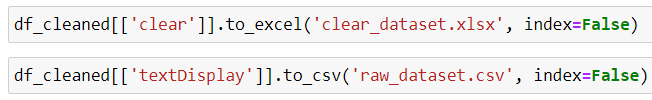 df_cleaned[['clear']].to_excel('clear_dataset.xlsx', index=False)
df_cleaned[['textDisplay']].to_csv('raw_dataset.csv', index=False)